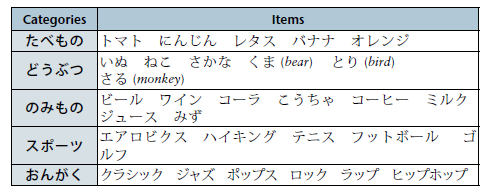 Categories Items
たべもの トマト にんじん レタス バナナ オレンジ
どうぶつ いぬ ねこ さかな くま (bear) とり (bird)
さる (monkey)
のみもの ビール ワイン コーラ こうちゃ コーヒー ミルク
ジュース みず
スポーツ エアロビクス ハイキング テニス フットボール ゴ
ルフ
おんがく クラシック ジャズ ポップス ロック ラップ ヒップホップ